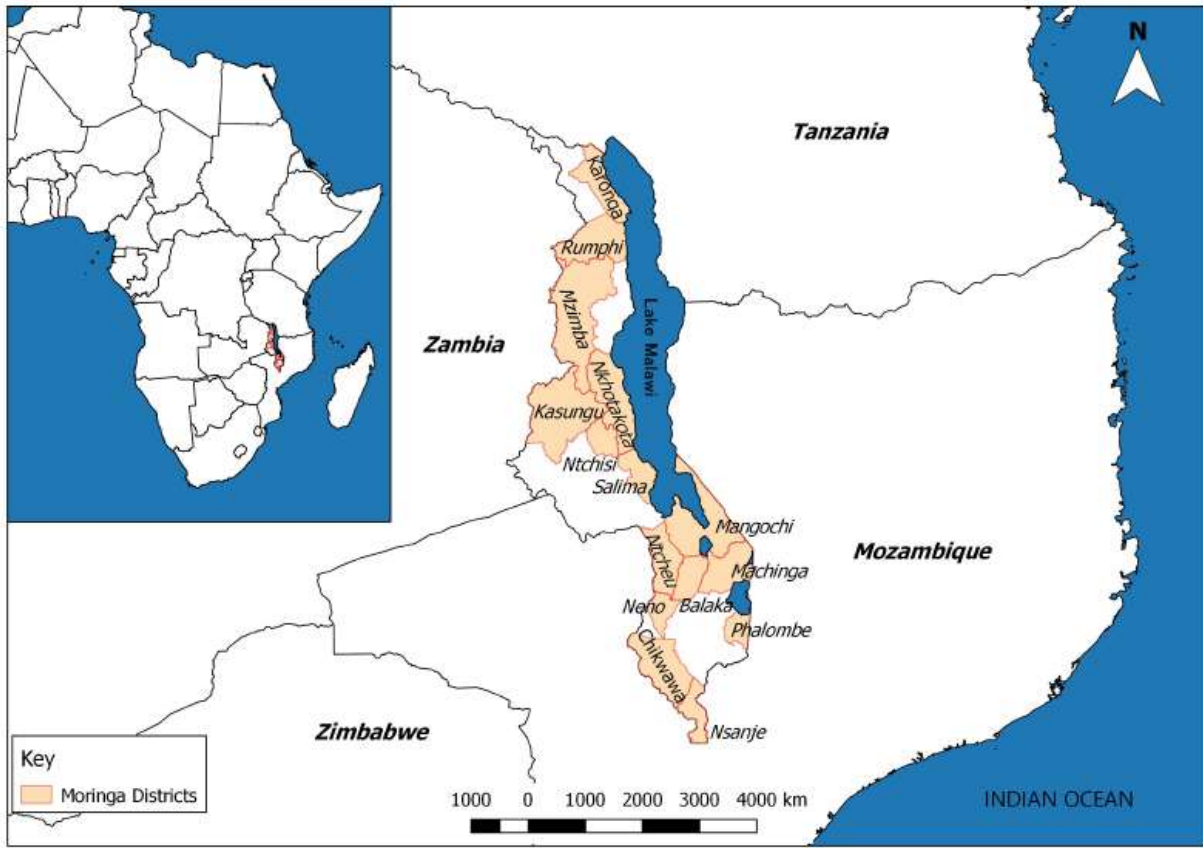 N
Tanzania
Karonga
Rumphi
Mzimba
Lake Malawi
Zambia
Nkhotakota
Kasungu
Ntchisi
Salima
Mangochi
Ntcheu
Mozambique
Machinga
Neno
Balaka
Phalombe
Chikwawa
Zimbabwe
Nsanje
Key
Moringa Districts
1000 0 1000 2000 3000 4000 km
INDIAN OCEAN